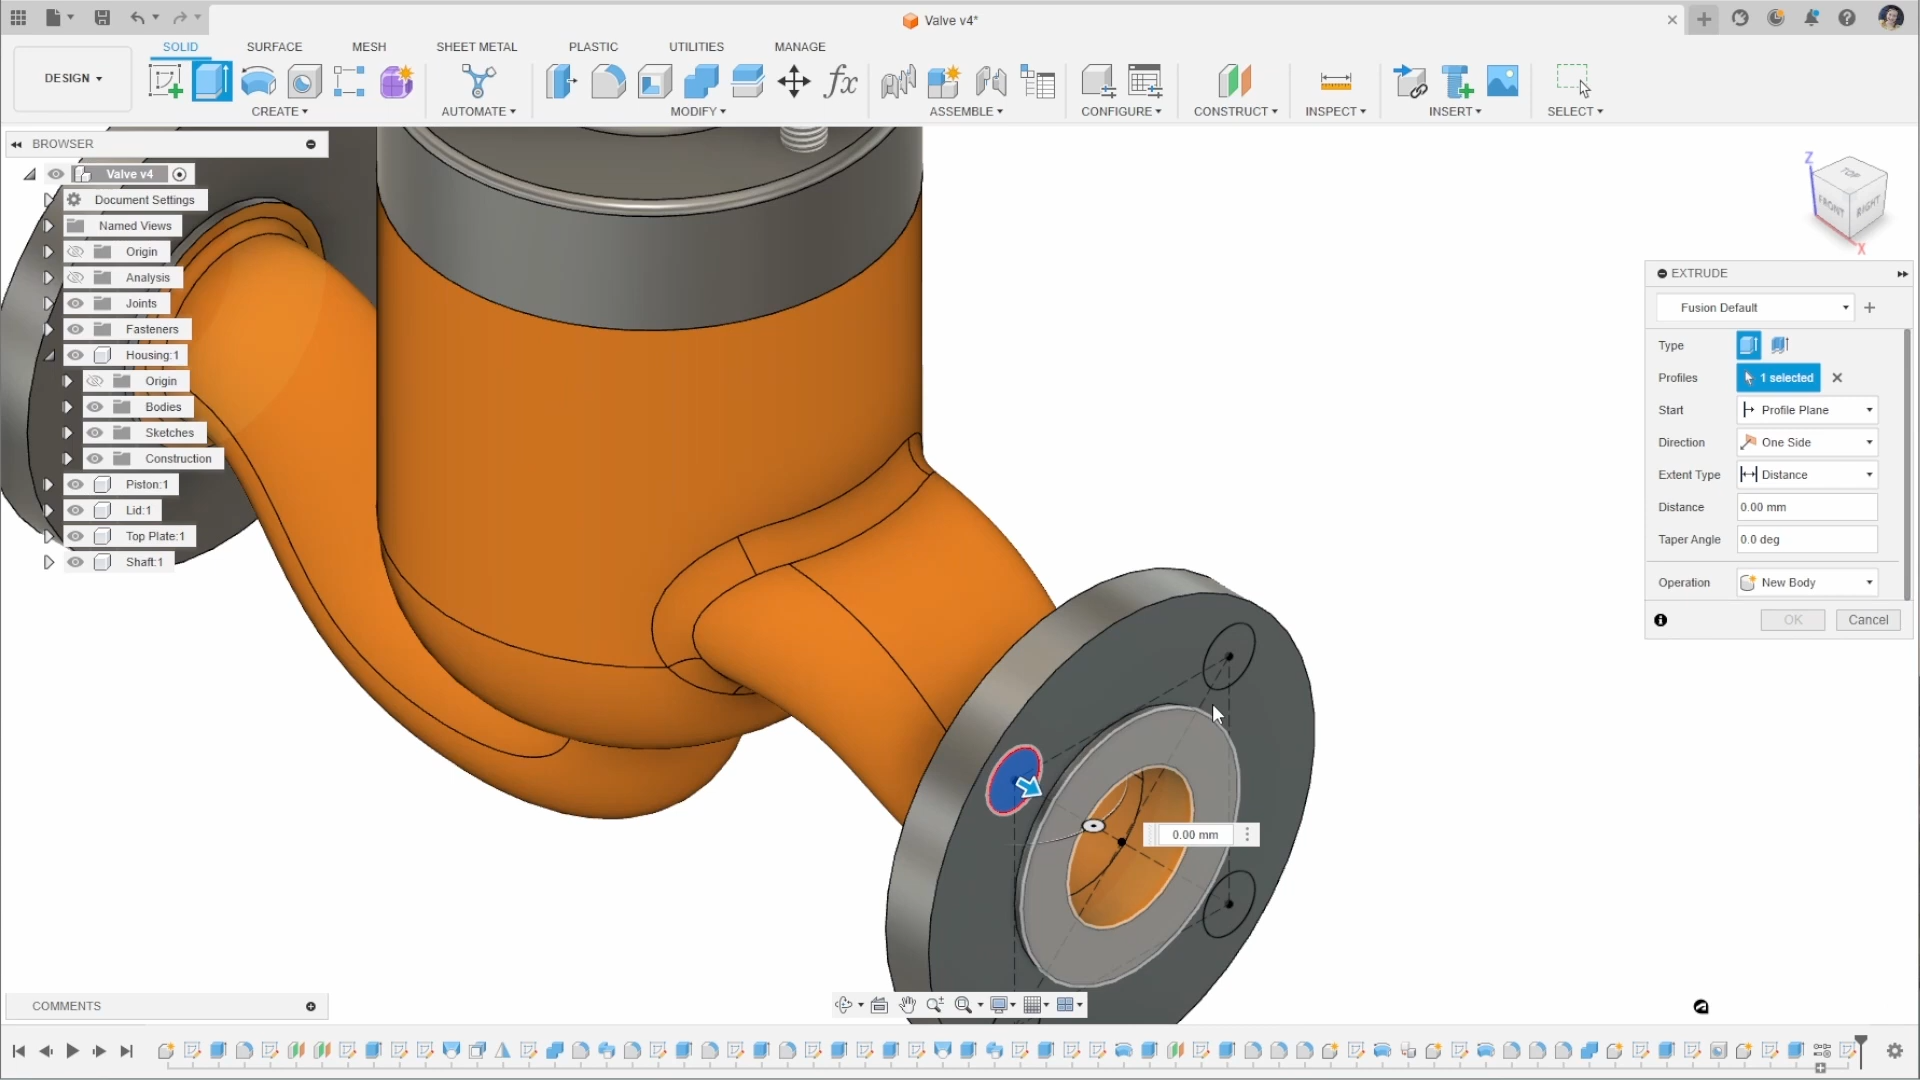 Valve v4*
DESIGN
SOLID
SURFACE
MESH
SHEET METAL
PLASTIC
UTILITIES
MANAGE
CREATE
AUTOMATE
MODIFY
ASSEMBLE
CONFIGURE
CONSTRUCT
INSPECT
INSERT
SELECT
BROWSER
Valve v4
Document Settings
Named Views
Origin
Analysis
Joints
Fasteners
Housing:1
Origin
Bodies
Sketches
Construction
Piston:1
Lid:1
Top Plate:1
Shaft:1
Z
TOP
FRONT
RIGHT
X
EXTRUDE
Fusion Default
Type
Profiles 1 selected
Start Profile Plane
Direction One Side
Extent Type Distance
Distance 0.00 mm
Taper Angle 0.0 deg
Operation New Body
OK Cancel
0.00 mm
COMMENTS